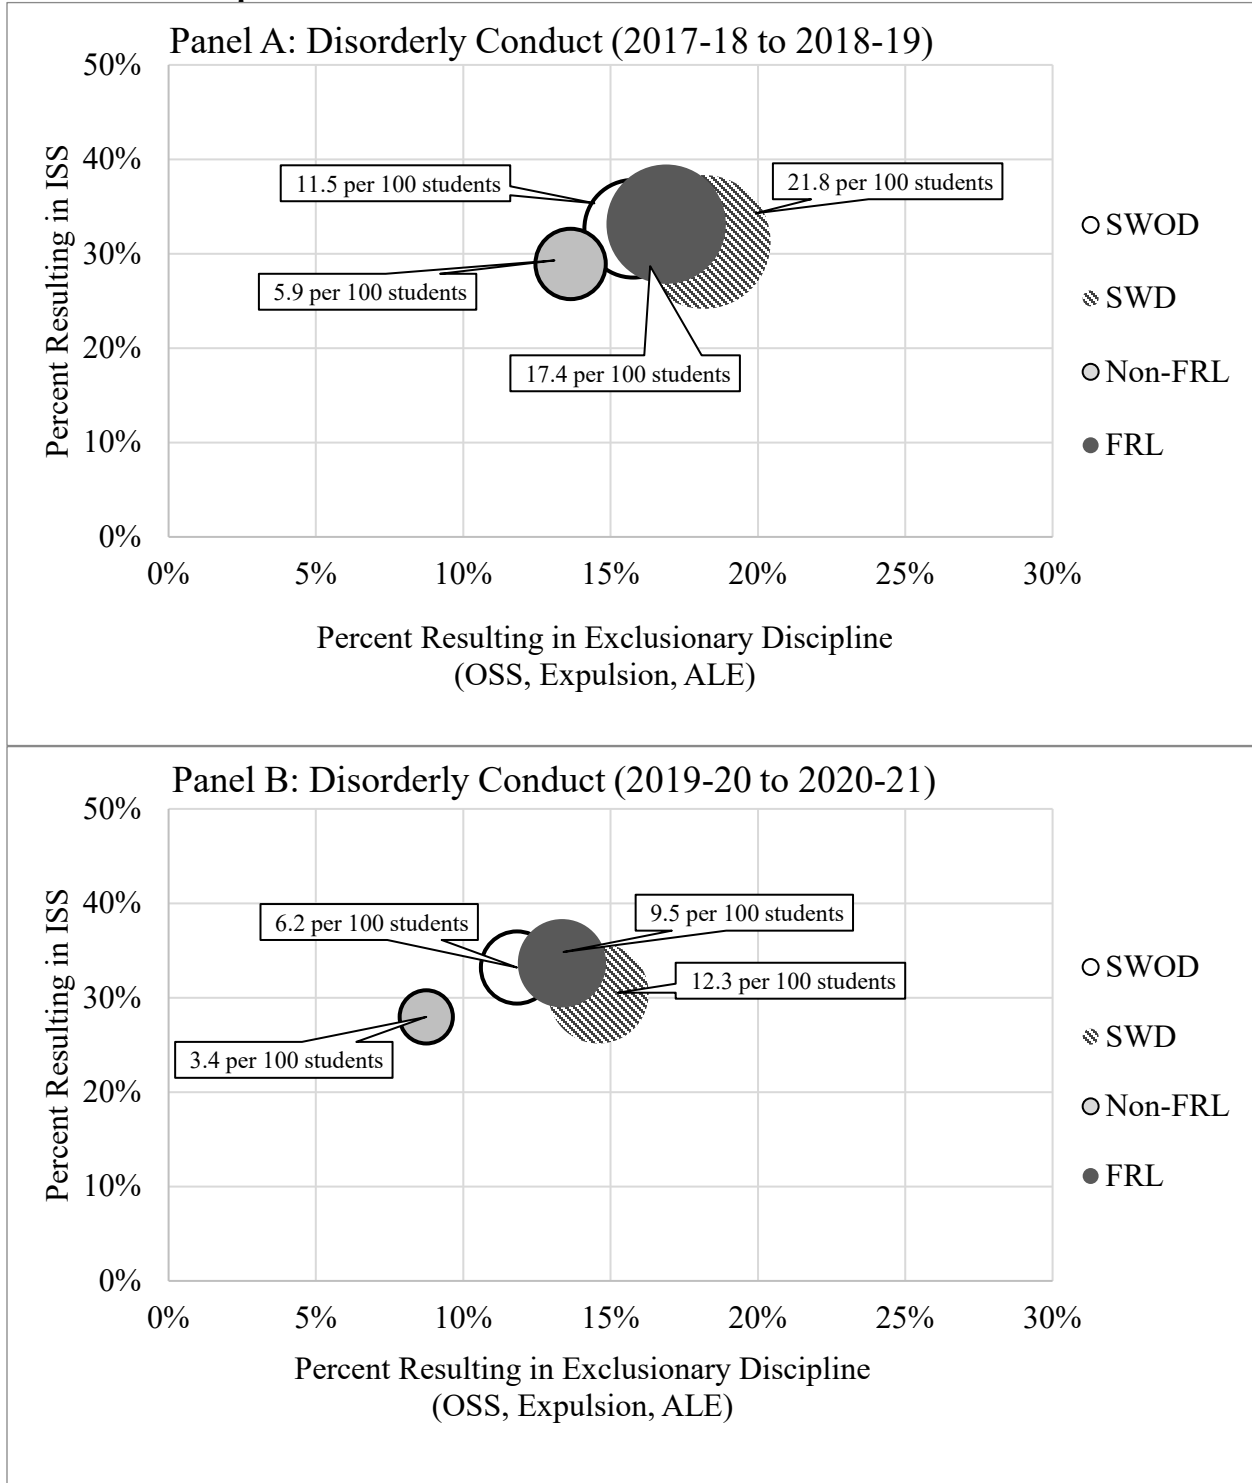 Panel A: Disorderly Conduct (2017-18 to 2018-19)
50%
40%
30%
20%
10%
0%
Percent Resulting in ISS
11.5 per 100 students
21.8 per 100 students
5.9 per 100 students
17.4 per 100 students
SWOD
SWD
Non-FRL
FRL
0% 5% 10% 15% 20% 25% 30%
Percent Resulting in Exclusionary Discipline
(OSS, Expulsion, ALE)
Panel B: Disorderly Conduct (2019-20 to 2020-21)
50%
40%
30%
20%
10%
0%
Percent Resulting in ISS
6.2 per 100 students
9.5 per 100 students
12.3 per 100 students
3.4 per 100 students
SWOD
SWD
Non-FRL
FRL
0% 5% 10% 15% 20% 25% 30%
Percent Resulting in Exclusionary Discipline
(OSS, Expulsion, ALE)